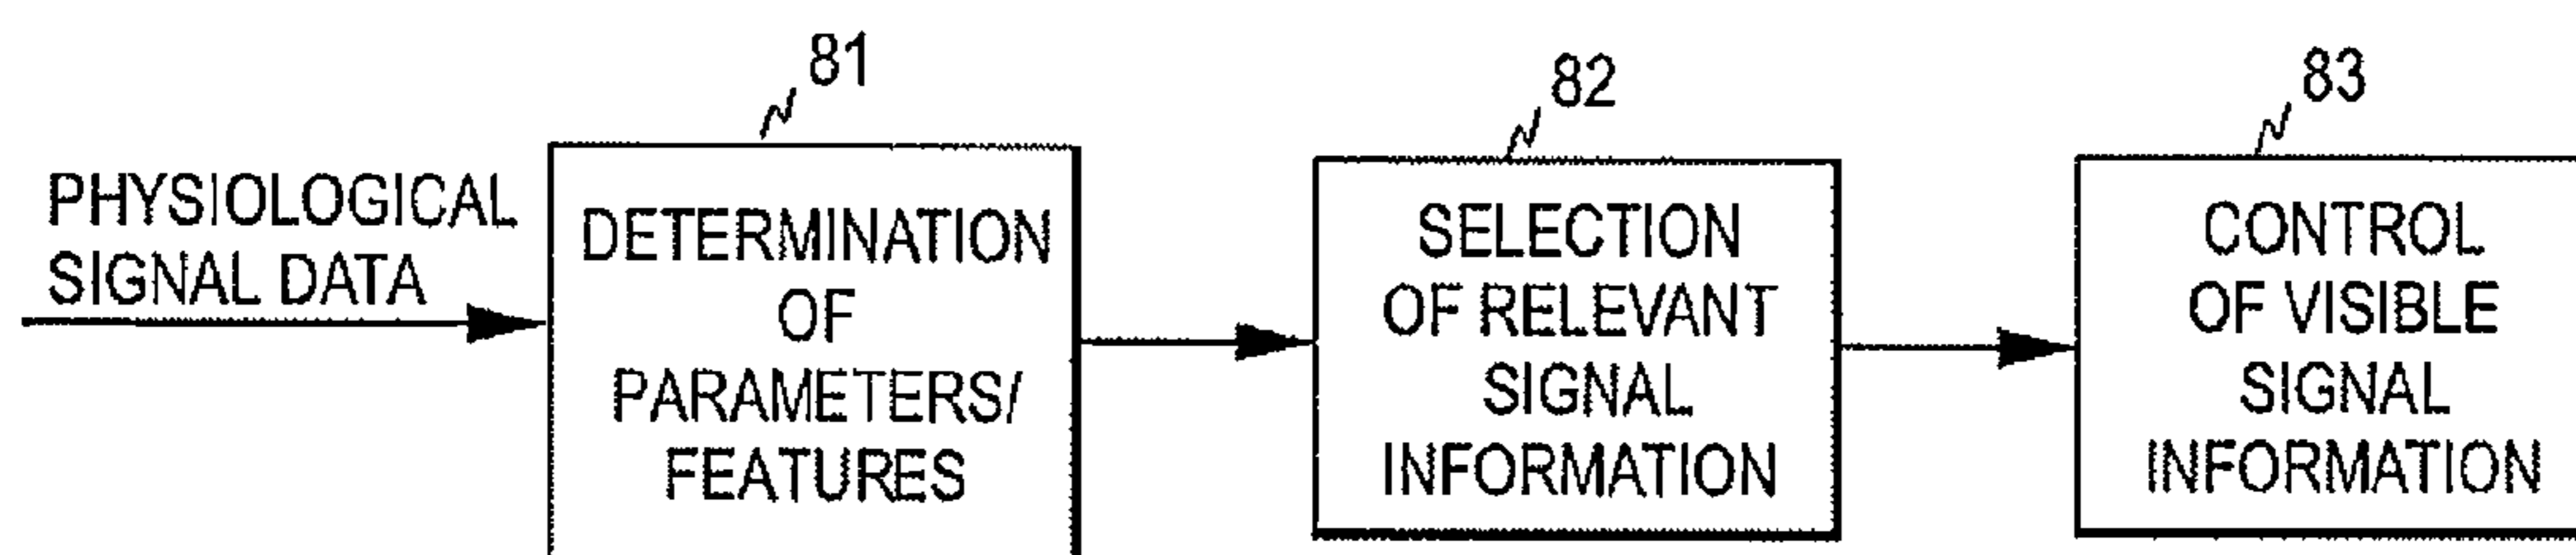 81
82
83
PHYSIOLOGICAL
SIGNAL DATA
DETERMINATION
OF
PARAMETERS/
FEATURES
SELECTION
OF RELEVANT
SIGNAL
INFORMATION
CONTROL
OF VISIBLE
SIGNAL
INFORMATION